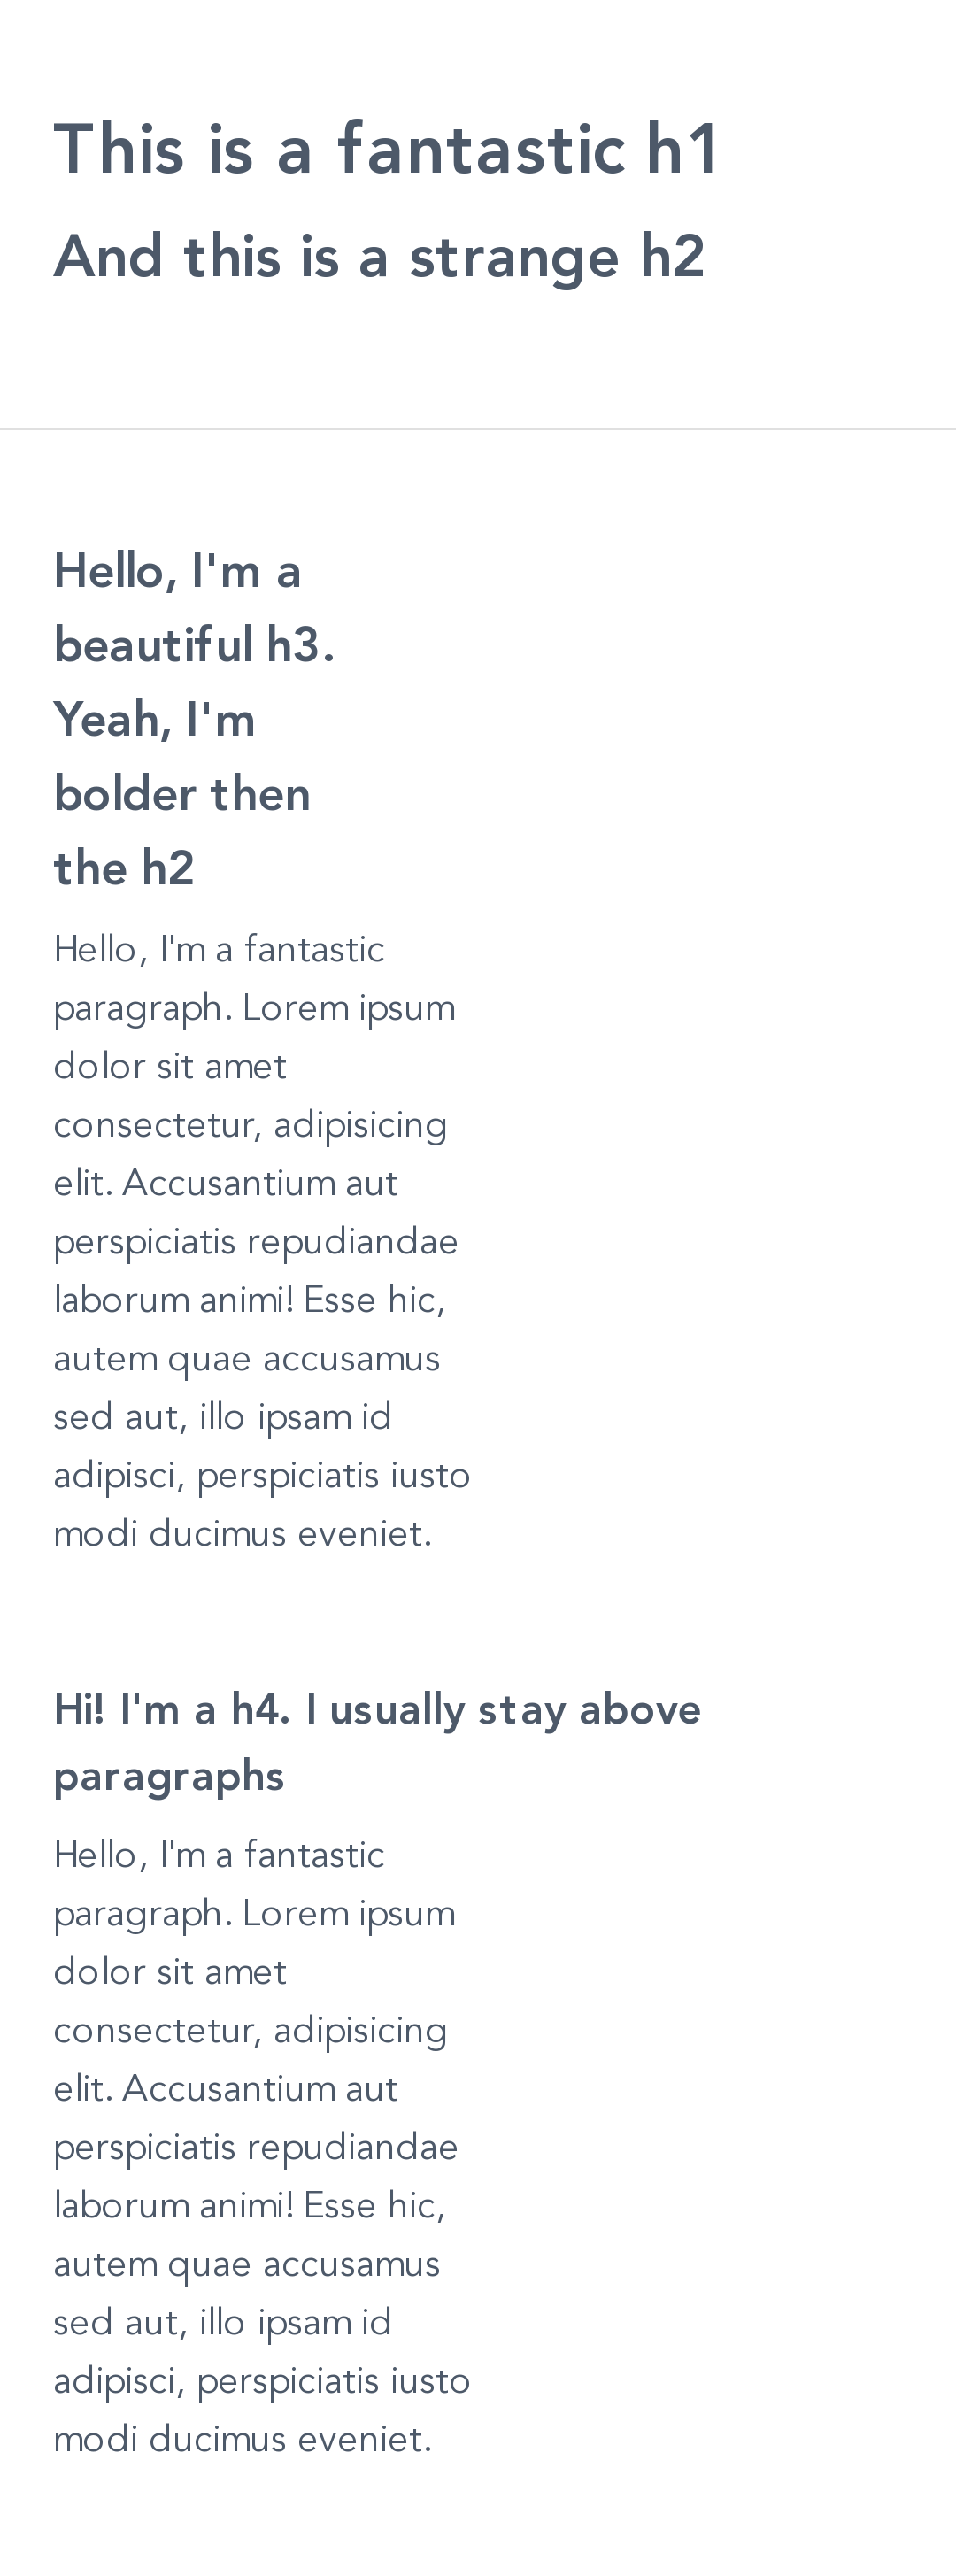 This is a fantastic h1
And this is a strange h2
Hello, I'm a
beautiful h3.
Yeah, I'm
bolder then
the h2
Hello, I'm a fantastic
paragraph. Lorem ipsum
dolor sit amet
consectetur, adipisicing
elit. Accusantium aut
perspiciatis repudiandae
laborum animi! Esse hic,
autem quae accusamus
sed aut, illo ipsam id
adipisci, perspiciatis iusto
modi ducimus eveniet.
Hi! I'm a h4. I usually stay above
paragraphs
Hello, I'm a fantastic
paragraph. Lorem ipsum
dolor sit amet
consectetur, adipisicing
elit. Accusantium aut
perspiciatis repudiandae
laborum animi! Esse hic,
autem quae accusamus
sed aut, illo ipsam id
adipisci, perspiciatis iusto
modi ducimus eveniet.